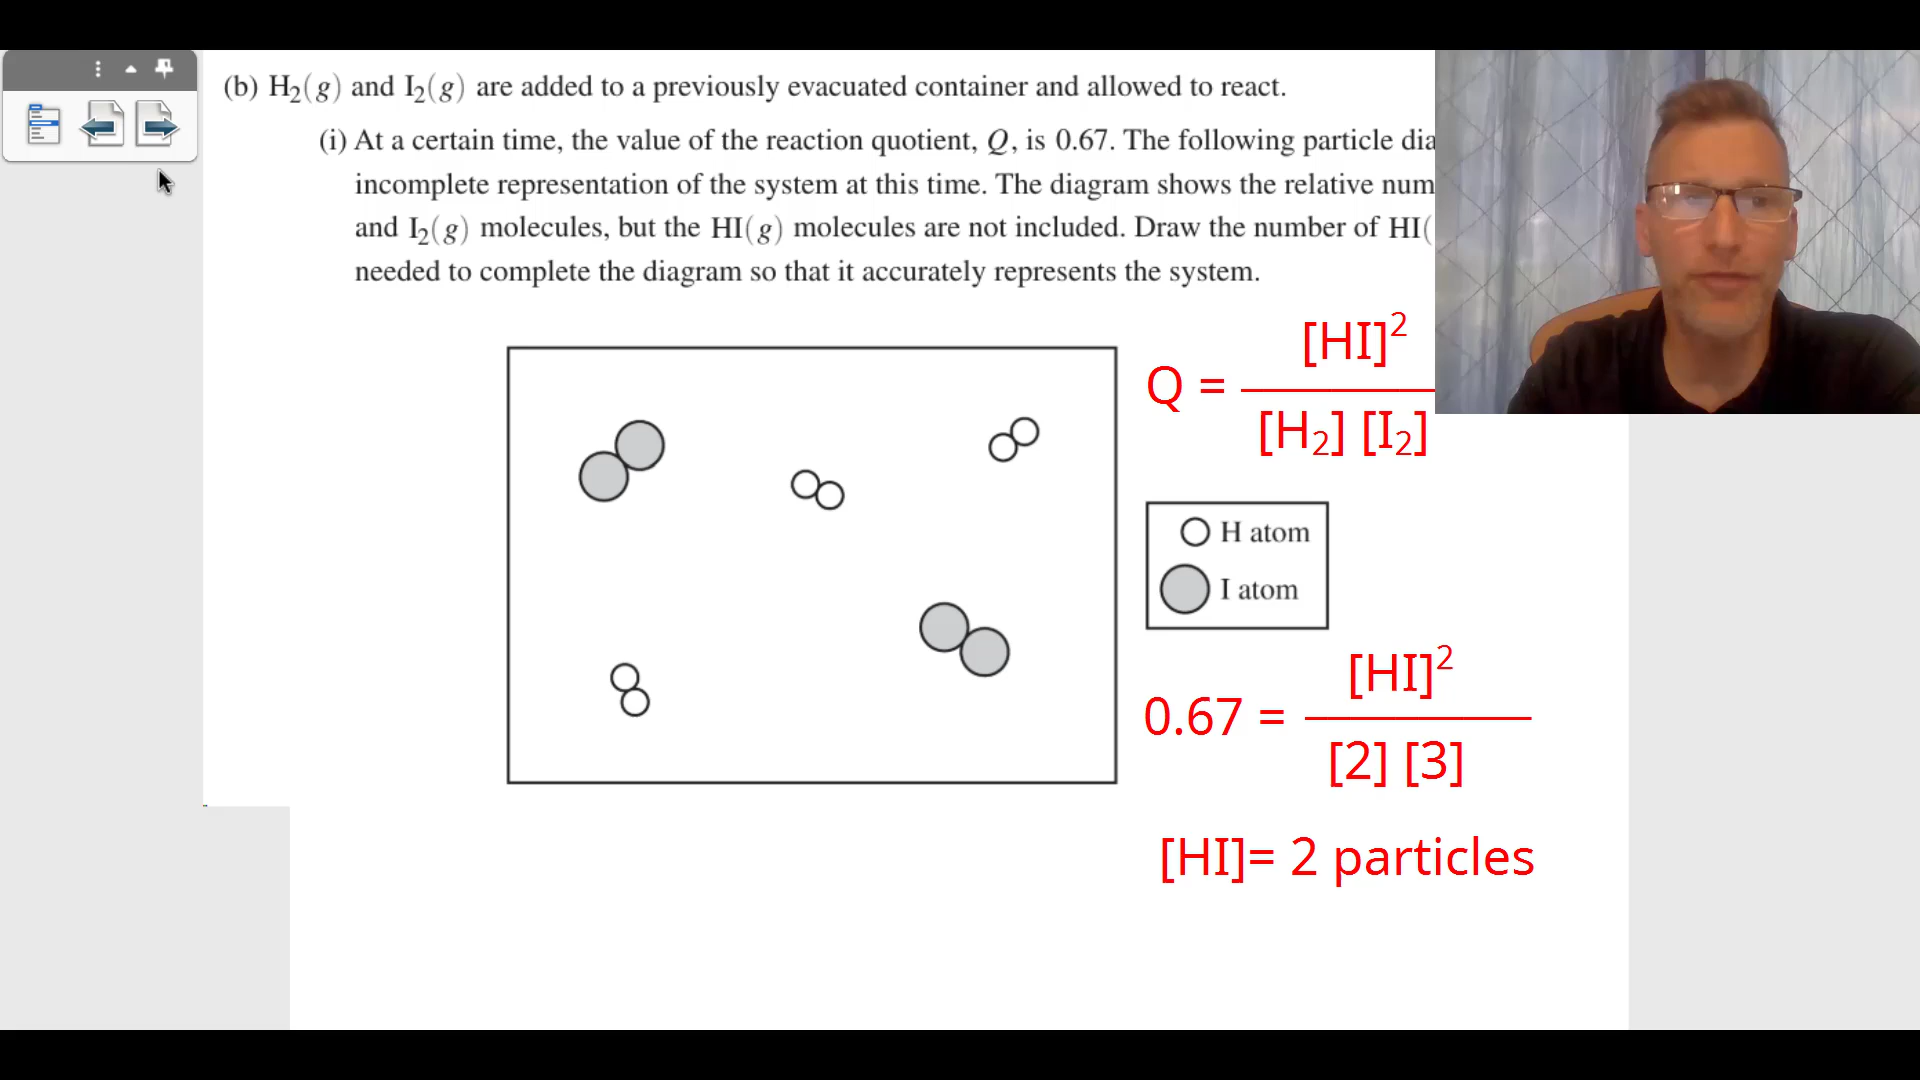 (b) H₂(g) and I₂(g) are added to a previously evacuated container and allowed to react.
(i) At a certain time, the value of the reaction quotient, Q, is 0.67. The following particle dia
incomplete representation of the system at this time. The diagram shows the relative num
and I₂(g) molecules, but the HI(g) molecules are not included. Draw the number of HI(
needed to complete the diagram so that it accurately represents the system.
[HI]²
Q =
[H₂] [I₂]
H atom
I atom
[HI]²
0.67 =
[2] [3]
[HI]= 2 particles